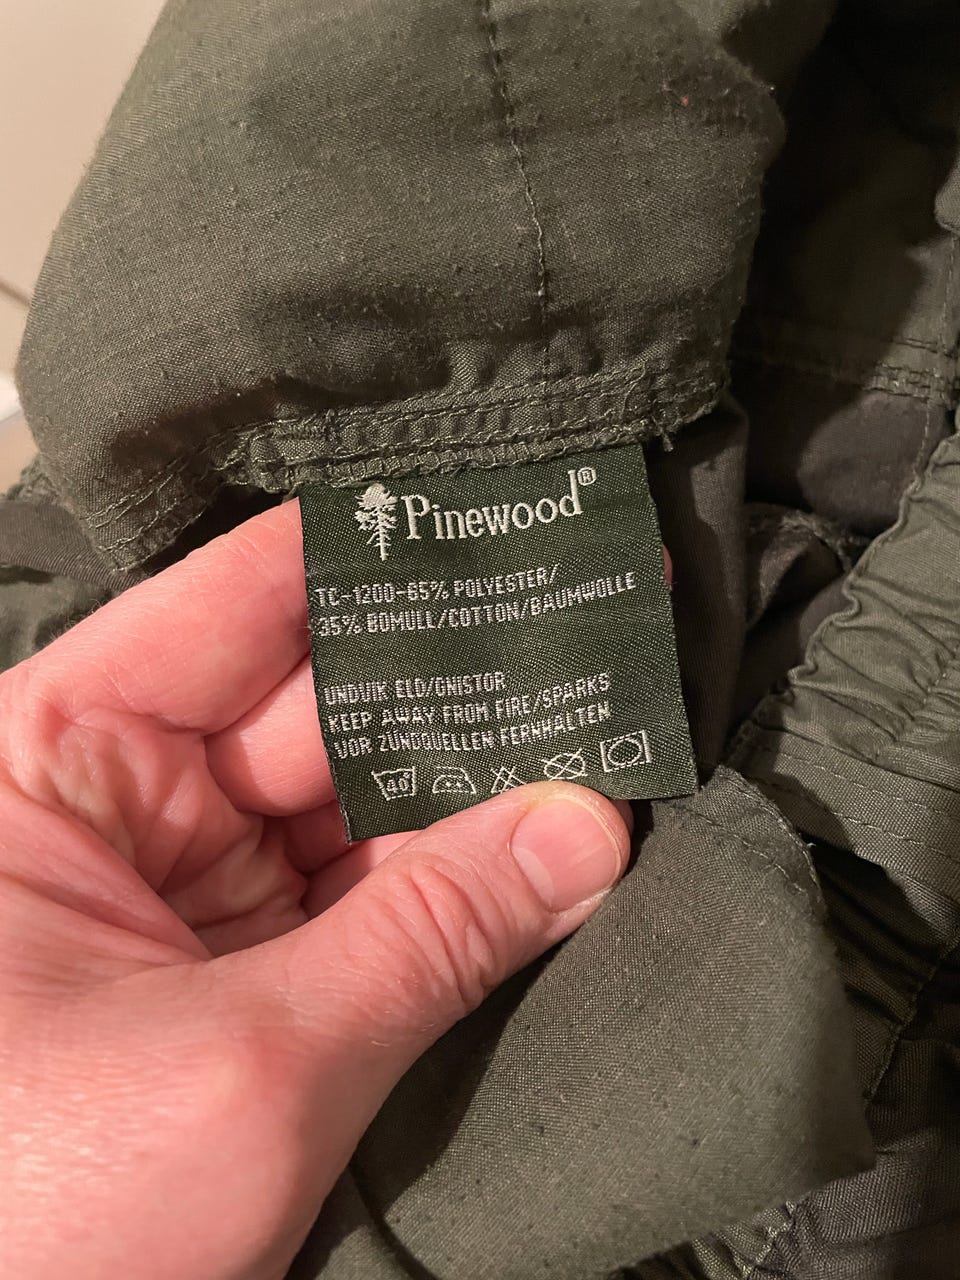 Pinewood®
TC-1200-65% POLYESTER/
35% BOMULL/COTTON/BAUMWOLLE
UNDVIK ELD/GNISTOR
KEEP AWAY FROM FIRE/SPARKS
VOR ZÜNDQUELLEN FERNHALTEN
40